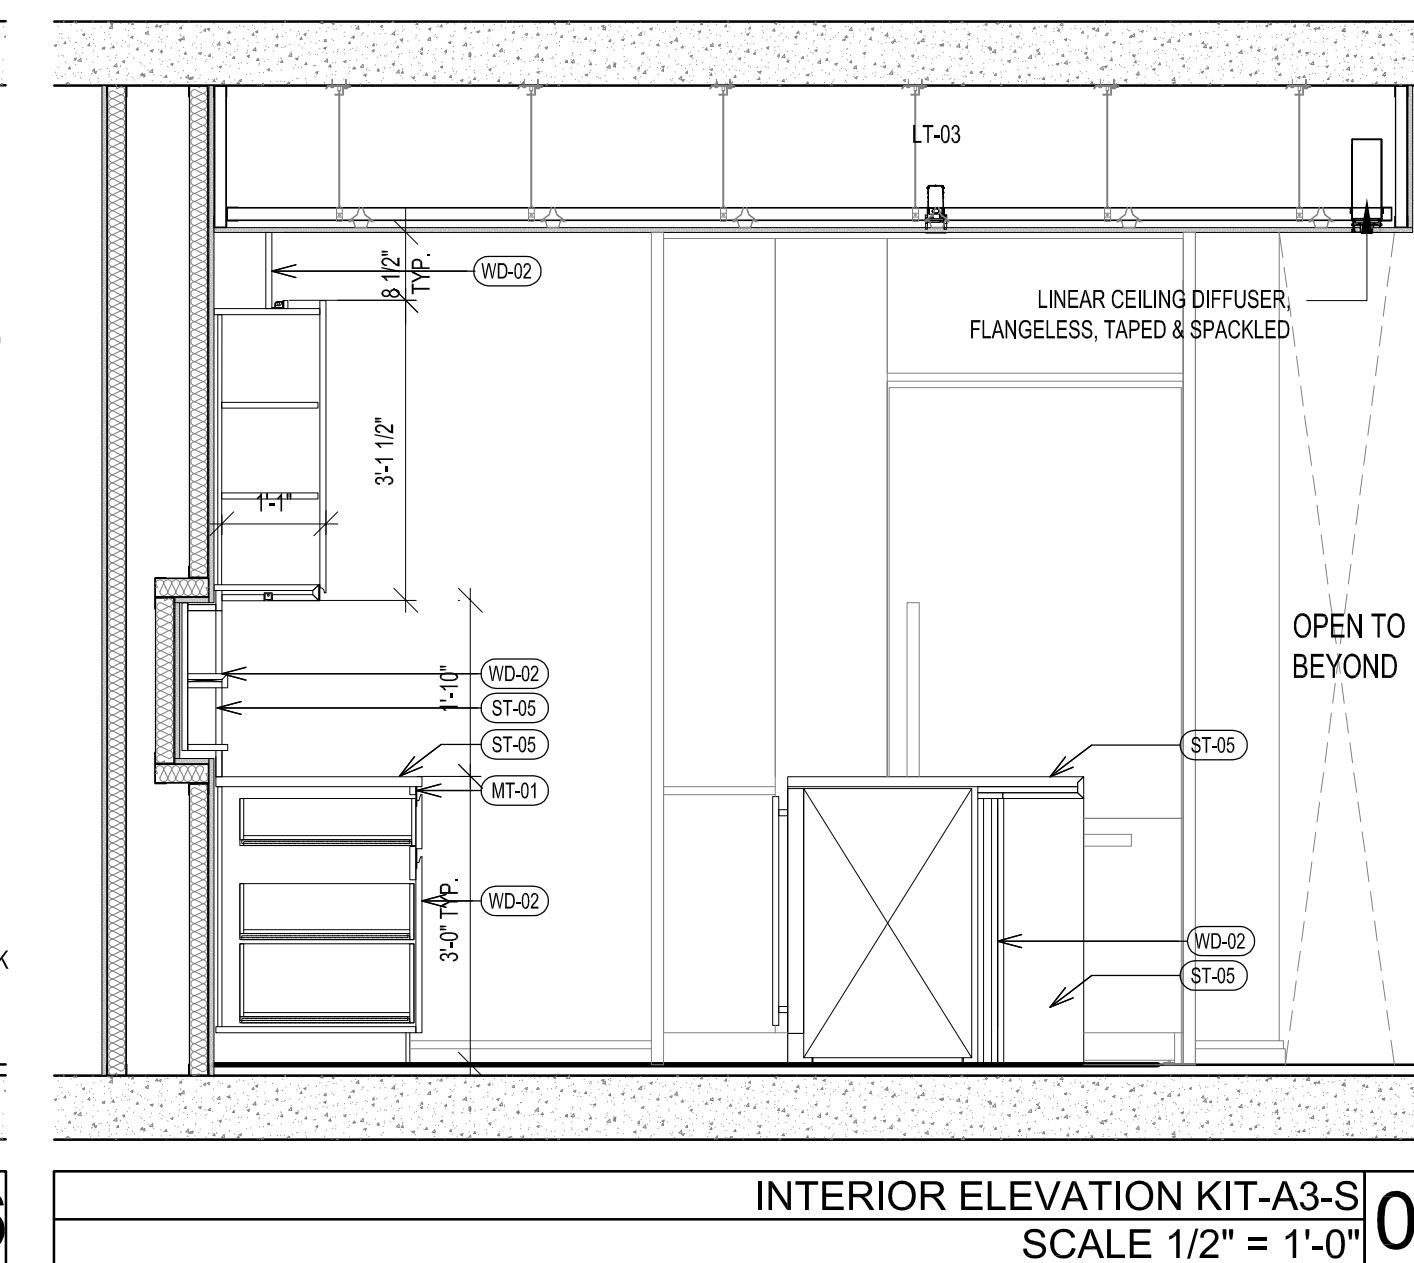 LT-03
WD-02
8 1/2"
TYP.
LINEAR CEILING DIFFUSER,
FLANGELESS, TAPED & SPACKLED
3'-1 1/2"
1'-1"
OPEN TO
BEYOND
1'-10"
WD-02
ST-05
ST-05
ST-05
MT-01
3'-0" TYP.
WD-02
WD-02
ST-05
K
INTERIOR ELEVATION KIT-A3-S
SCALE 1/2" = 1'-0"
0